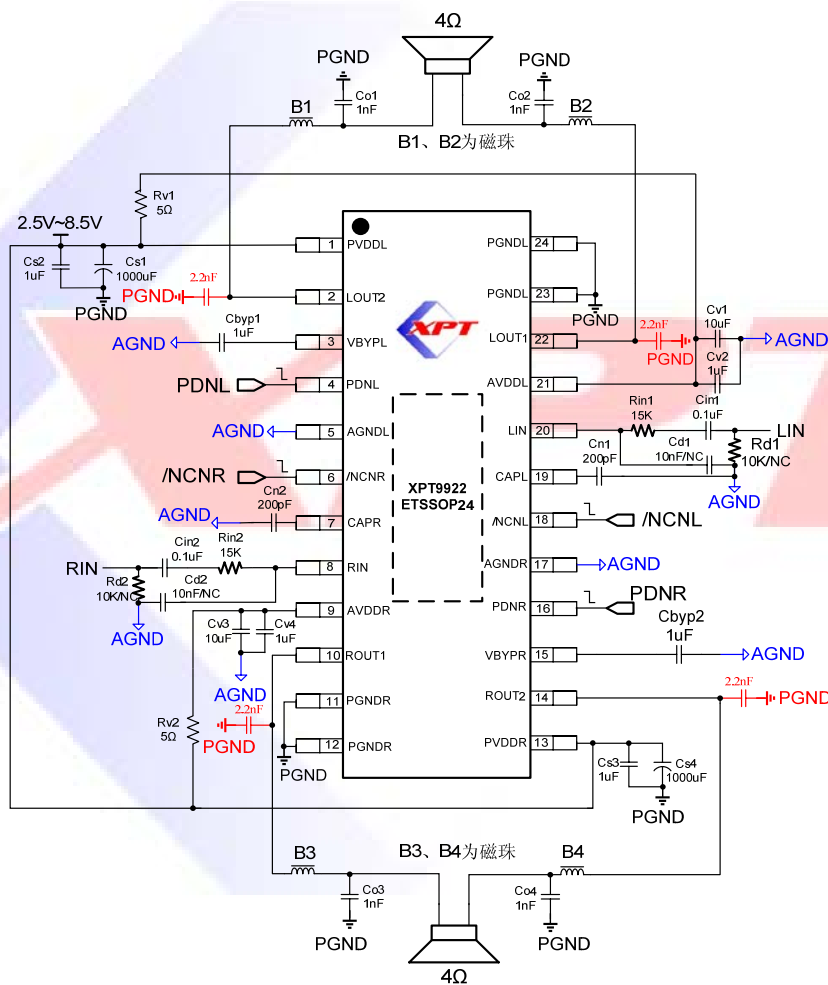 4Ω
PGND
PGND
Co1
1nF
Co2
1nF
B1
B2
B1、B2为磁珠
Rv1
5Ω
2.5V~8.5V
Cs2
1uF
Cs1
1000uF
PGND
1
PVDDL
PGNDL
24
2.2nF
PGND
2
LOUT2
PGNDL
23
PGND
XPT
Cbyp1
1uF
AGND
3
VBYPL
LOUT1
22
2.2nF
PGND
Cv1
10uF
AGND
Cv2
1uF
PDNL
4
PDNL
AVDDL
21
AGND
5
AGNDL
LIN
20
Rin1
15K
Cin1
0.1uF
LIN
Rd1
10K/NC
Cd1
10nF/NC
AGND
/NCNR
6
/NCNR
CAPL
19
Cn1
200pF
XPT9922
ETSSOP24
Cn2
200pF
AGND
7
CAPR
/NCNL
18
/NCNL
RIN
Cin2
0.1uF
Rin2
15K
8
RIN
AGNDR
17
AGND
Rd2
10K/NC
Cd2
10nF/NC
AGND
9
AVDDR
PDNR
16
PDNR
Cv3
10uF
Cv4
1uF
AGND
10
ROUT1
VBYPR
15
Cbyp2
1uF
AGND
2.2nF
PGND
11
PGNDR
ROUT2
14
2.2nF
PGND
Rv2
5Ω
12
PGNDR
PGND
PVDDR
13
Cs3
1uF
Cs4
1000uF
PGND
B3
B3、B4为磁珠
B4
Co3
1nF
Co4
1nF
PGND
PGND
4Ω